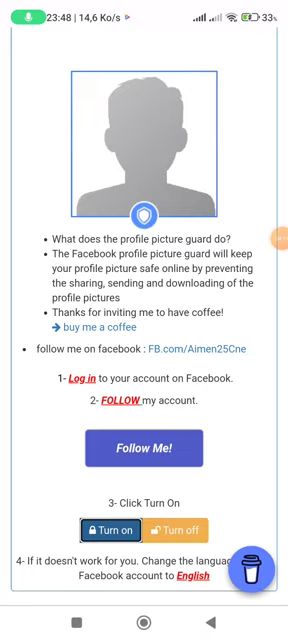 23:48 | 14,6 Ko/s
33%
What does the profile picture guard do?
The Facebook profile picture guard will keep
your profile picture safe online by preventing
the sharing, sending and downloading of the
profile pictures
Thanks for inviting me to have coffee!
buy me a coffee
follow me on facebook : FB.com/Aimen25Cne
1- Log in to your account on Facebook.
2- FOLLOW my account.
Follow Me!
3- Click Turn On
Turn on Turn off
4- If it doesn't work for you. Change the
Facebook account to English